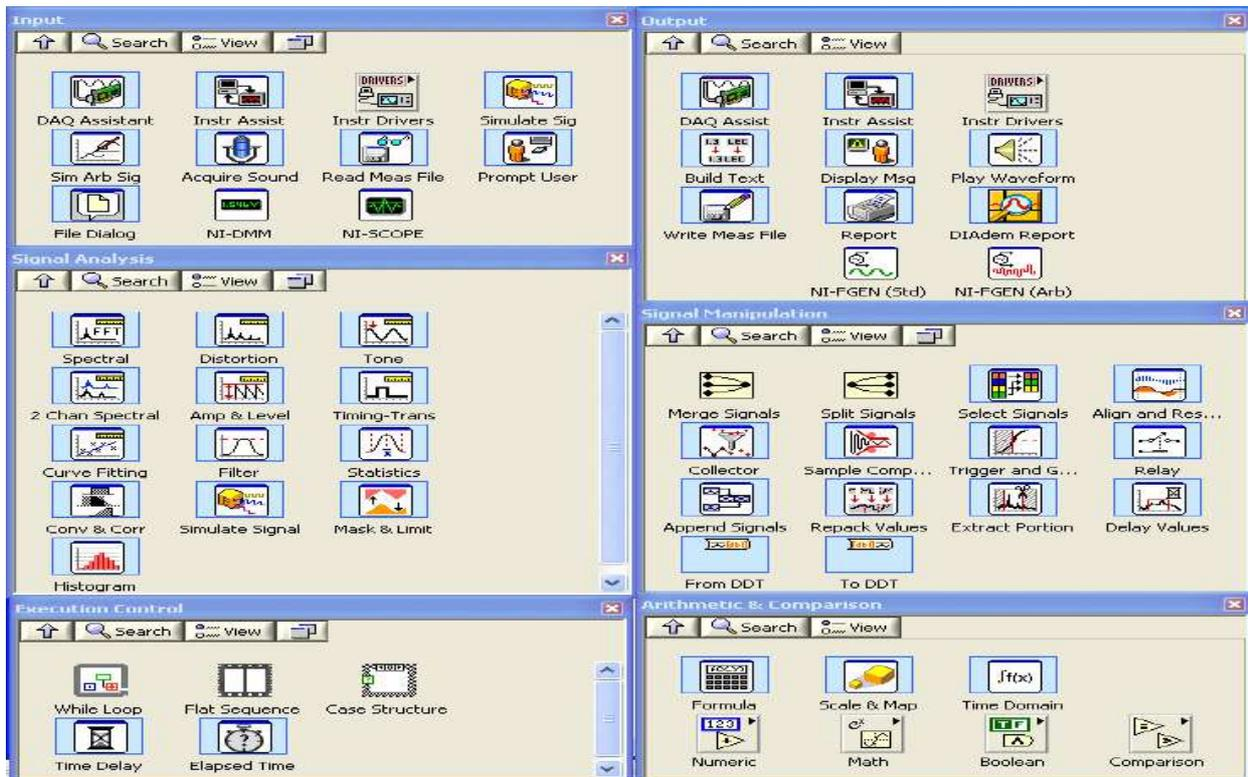 Input
Search View
DAQ Assistant Instr Assist Instr Drivers Simulate Sig
DRIVERS
Sim Arb Sig Acquire Sound Read Meas File Prompt User
File Dialog NI-DMM NI-SCOPE
Signal Analysis
Search View
FFT
Spectral Distortion Tone
2 Chan Spectral Amp & Level Timing-Trans
Curve Fitting Filter Statistics
Conv & Corr Simulate Signal Mask & Limit
Histogram
Execution Control
Search View
While Loop Flat Sequence Case Structure
Time Delay Elapsed Time
Output
Search View
DRIVERS
DAQ Assist Instr Assist Instr Drivers
Build Text Display Msg Play Waveform
Write Meas File Report DIAdem Report
NI-FGEN (Std) NI-FGEN (Arb)
Signal Manipulation
Search View
Merge Signals Split Signals Select Signals Align and Res...
Collector Sample Comp... Trigger and G... Relay
Append Signals Repack Values Extract Portion Delay Values
From DDT To DDT
Arithmetic & Comparison
Search View
∫f(x)
Formula Scale & Map Time Domain
123 TF
Numeric Math Boolean Comparison